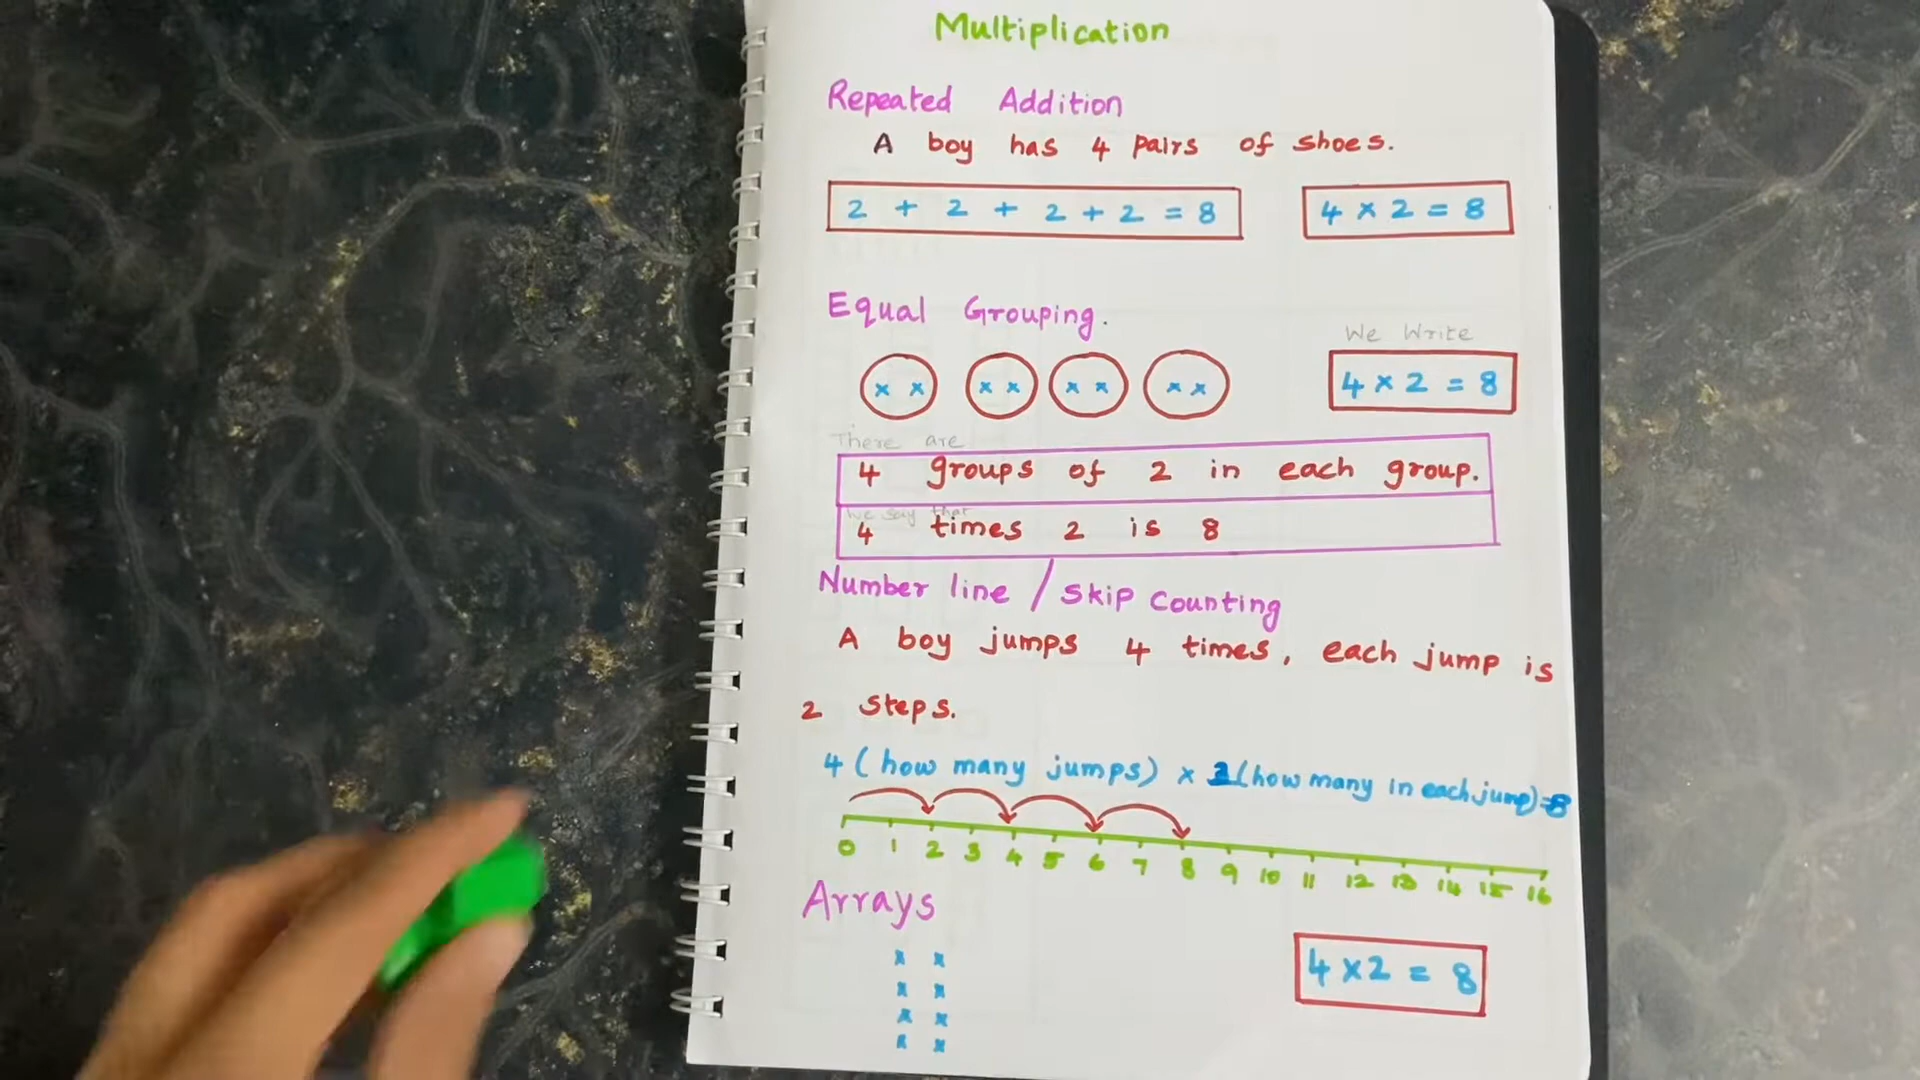 Multiplication
Repeated Addition
A boy has 4 pairs of shoes.
2 + 2 + 2 + 2 = 8
4 x 2 = 8
Equal Grouping.
x x x x x x x x
We Write
4 x 2 = 8
There are
4 groups of 2 in each group.
We say that
4 times 2 is 8
Number line / Skip Counting
A boy jumps 4 times, each jump is
2 steps.
4 (how many jumps) x 2 (how many in each jump) = 8
0 1 2 3 4 5 6 7 8 9 10 11 12 13 14 15 16
Arrays
x x
x x
x x
x x
4 x 2 = 8